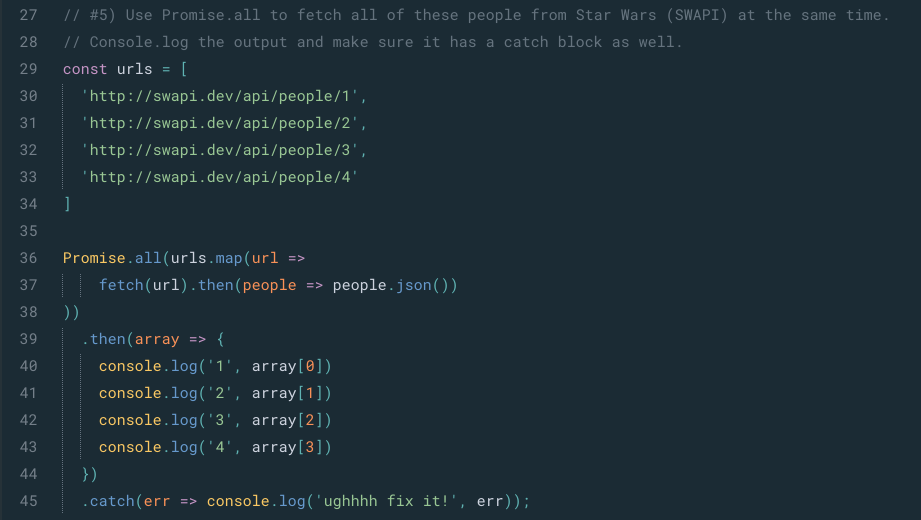 27 // #5) Use Promise.all to fetch all of these people from Star Wars (SWAPI) at the same time.
28 // Console.log the output and make sure it has a catch block as well.
29 const urls = [
30   'http://swapi.dev/api/people/1',
31   'http://swapi.dev/api/people/2',
32   'http://swapi.dev/api/people/3',
33   'http://swapi.dev/api/people/4'
34 ]
35
36 Promise.all(urls.map(url =>
37     fetch(url).then(people => people.json())
38 ))
39   .then(array => {
40     console.log('1', array[0])
41     console.log('2', array[1])
42     console.log('3', array[2])
43     console.log('4', array[3])
44   })
45   .catch(err => console.log('ughhhh fix it!', err));